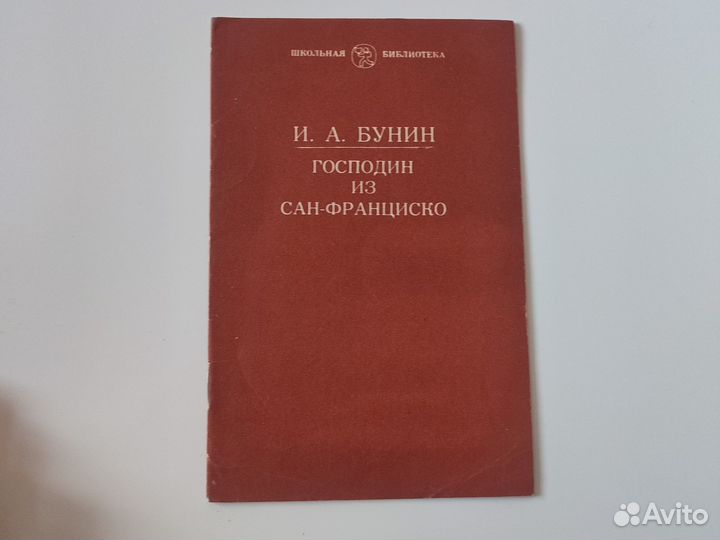 ШКОЛЬНАЯ БИБЛИОТЕКА
И. А. БУНИН
ГОСПОДИН
ИЗ
САН-ФРАНЦИСКО
Avito